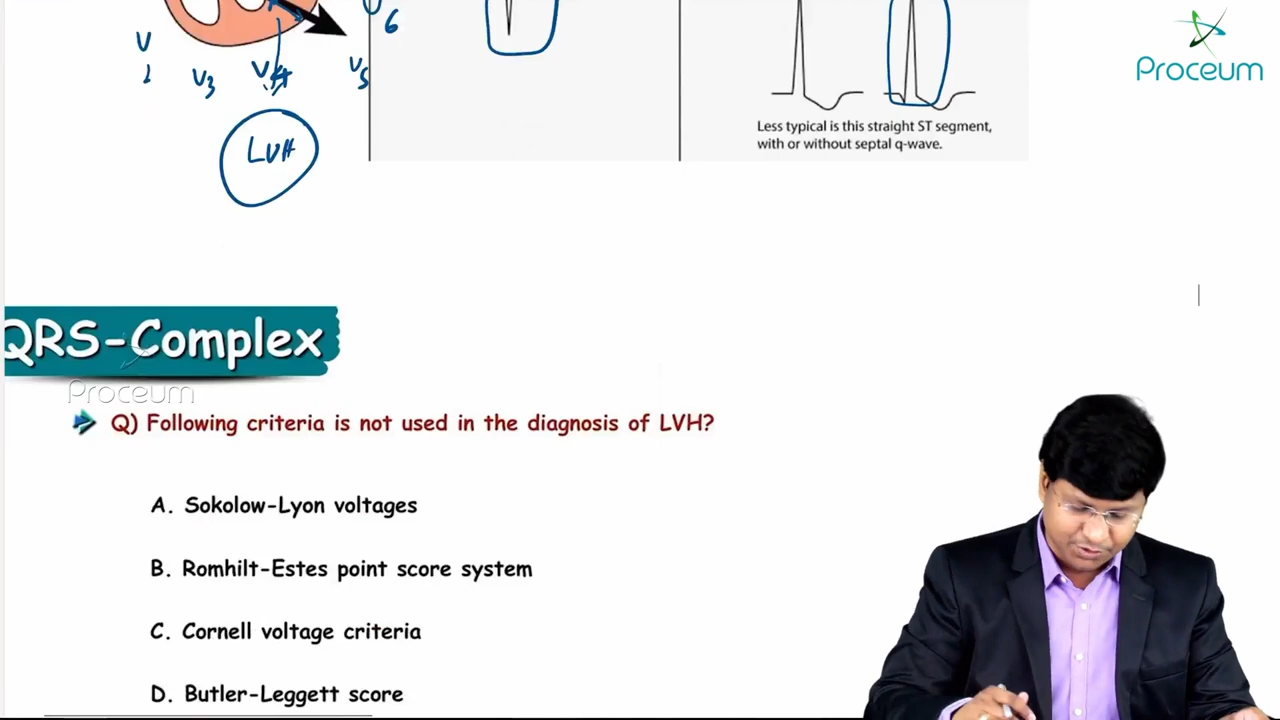 6
V
V3
V4
V5
LVH
Proceum
Less typical is this straight ST segment,
with or without septal q-wave.
QRS-Complex
Proceum
Q) Following criteria is not used in the diagnosis of LVH?
A. Sokolow-Lyon voltages
B. Romhilt-Estes point score system
C. Cornell voltage criteria
D. Butler-Leggett score